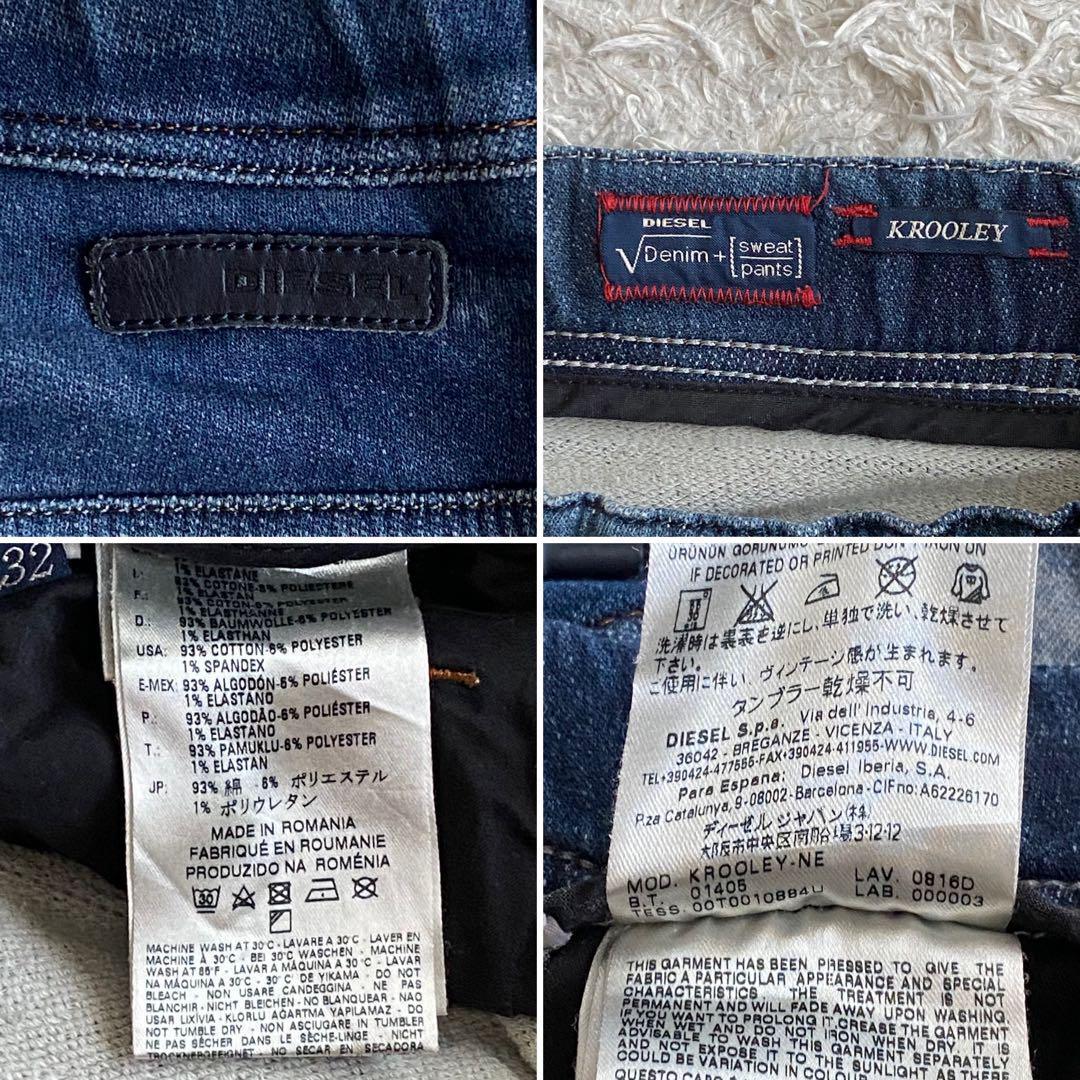 DIESEL
DIESEL
√Denim + [sweat pants]
KROOLEY
32
1% ELASTANE
93% COTONE-6% POLIESTERE
1% ELASTAN
1% ELASTHANNE
D.: 93% BAUMWOLLE-6% POLYESTER
1% ELASTHAN
USA: 93% COTTON-6% POLYESTER
1% SPANDEX
E-MEX: 93% ALGODÓN-6% POLIÉSTER
1% ELASTANO
P.: 93% ALGODÃO-6% POLIÉSTER
1% ELASTANO
T.: 93% PAMUKLU-6% POLYESTER
1% ELASTAN
JP: 93% 綿 -6% ポリエステル
1% ポリウレタン
MADE IN ROMANIA
FABRIQUÉ EN ROUMANIE
PRODUZIDO NA ROMÉNIA
30
MACHINE WASH AT 30°C - LAVARE A 30°C - LAVER EN
MACHINE À 30°C - BEI 30°C WASCHEN - MACHINE
WASH AT 86°F - LAVAR A MÁQUINA A 30°C - LAVAR
NA MÁQUINA A 30°C - 30°C DE YIKAMA - DO NOT
BLEACH - NON USARE CANDEGGINA - NE PAS
BLANCHIR - NICHT BLEICHEN - NO BLANQUEAR - NAO
USAR LIXÍVIA - KLORLU AGARTMA YAPILAMAZ - DO
NOT TUMBLE DRY - NON ASCIUGARE IN TUMBLER
NE PAS SÉCHER DANS LE SÈCHE-LINGE - NICHT
TROCKNERGEEIGNET - NO SECAR EN SECADORA
ÜRÜNÜN
IF DECORATED OR PRINTED DO NOT IRON ON
洗濯時は裏表を逆にし、単独で洗い、乾燥させて
下さい。
ご使用に伴い、ヴィンテージ感が生まれます。
タンブラー乾燥不可
DIESEL S.p.a. Via dell' Industria, 4-6
36042 - BREGANZE - VICENZA - ITALY
TEL+390424-477555-FAX+390424-411955-WWW.DIESEL.COM
Para Espana: Diesel Iberia, S.A.
P.za Catalunya, 9-08002-Barcelona-CIFno: A62226170
ディーゼル ジャパン(株)
大阪市中央区南船場3-12-12
MOD. KROOLEY-NE
B.T. 01405 LAV. 0816D
TESS. 00T0010884U LAB. 000003
THIS GARMENT HAS BEEN PRESSED TO GIVE THE
FABRIC A PARTICULAR APPEARANCE AND SPECIAL
CHARACTERISTICS. THE TREATMENT IS NOT
PERMANENT AND WILL FADE AWAY UPON WASHING.
IF YOU WANT TO PROLONG IT, CREASE THE GARMENT
WHEN WET AND DO NOT IRON WHEN DRY. IT IS
ADVISABLE TO WASH THIS GARMENT SEPARATELY
AND NOT EXPOSE IT TO THE SUNLIGHT AS THERE
COULD BE VARIATION IN COLOUR.
QUESTO CAPO